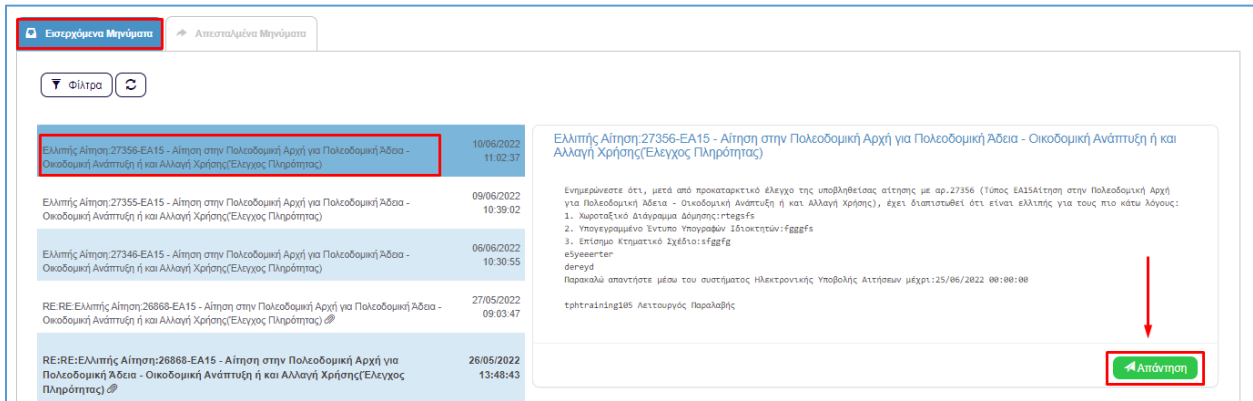 Εισερχόμενα Μηνύματα
Απεσταλμένα Μηνύματα
Φίλτρα
Ελλιπής Αίτηση:27356-ΕΑ15 - Αίτηση στην Πολεοδομική Αρχή για Πολεοδομική Άδεια -
Οικοδομική Ανάπτυξη ή και Αλλαγή Χρήσης(Έλεγχος Πληρότητας)
10/06/2022
11:02:37
Ελλιπής Αίτηση:27355-ΕΑ15 - Αίτηση στην Πολεοδομική Αρχή για Πολεοδομική Άδεια -
Οικοδομική Ανάπτυξη ή και Αλλαγή Χρήσης(Έλεγχος Πληρότητας)
09/06/2022
10:39:02
Ελλιπής Αίτηση:27346-ΕΑ15 - Αίτηση στην Πολεοδομική Αρχή για Πολεοδομική Άδεια -
Οικοδομική Ανάπτυξη ή και Αλλαγή Χρήσης(Έλεγχος Πληρότητας)
06/06/2022
10:30:55
RE:RE:Ελλιπής Αίτηση:26868-ΕΑ15 - Αίτηση στην Πολεοδομική Αρχή για Πολεοδομική Άδεια -
Οικοδομική Ανάπτυξη ή και Αλλαγή Χρήσης(Έλεγχος Πληρότητας)
27/05/2022
09:03:47
RE:RE:Ελλιπής Αίτηση:26868-ΕΑ15 - Αίτηση στην Πολεοδομική Αρχή για
Πολεοδομική Άδεια - Οικοδομική Ανάπτυξη ή και Αλλαγή Χρήσης(Έλεγχος
Πληρότητας)
26/05/2022
13:48:43
Ελλιπής Αίτηση:27356-ΕΑ15 - Αίτηση στην Πολεοδομική Αρχή για Πολεοδομική Άδεια - Οικοδομική Ανάπτυξη ή και
Αλλαγή Χρήσης(Έλεγχος Πληρότητας)
Ενημερώνεστε ότι, μετά από προκαταρκτικό έλεγχο της υποβληθείσας αίτησης με αρ.27356 (Τύπος ΕΑ15Αίτηση στην Πολεοδομική Αρχή
για Πολεοδομική Άδεια - Οικοδομική Ανάπτυξη ή και Αλλαγή Χρήσης), έχει διαπιστωθεί ότι είναι ελλιπής για τους πιο κάτω λόγους:
1. Χωροταξικό Διάγραμμα Δόμησης:rtegsfs
2. Υπογεγραμμένο Έντυπο Υπογραφών Ιδιοκτητών:fgggfs
3. Επίσημο Κτηματικό Σχέδιο:sfggfg
e5yeeerter
dereyd
Παρακαλώ απαντήστε μέσω του συστήματος Ηλεκτρονικής Υποβολής Αιτήσεων μέχρι:25/06/2022 00:00:00
tphtraining105 Λειτουργός Παραλαβής
Απάντηση